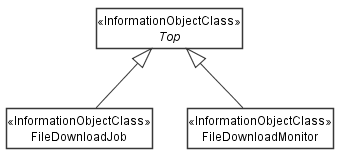 «InformationObjectClass»
Top
«InformationObjectClass»
FileDownloadJob
«InformationObjectClass»
FileDownloadMonitor